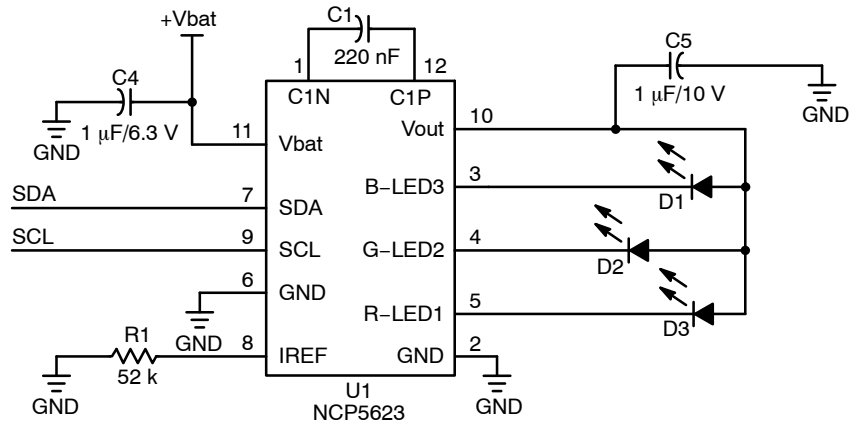 +Vbat
C1
220 nF
C5
1 μF/10 V
GND
C4
1 μF/6.3 V
GND
1
12
C1N
C1P
11
Vbat
Vout
10
B−LED3
3
D1
SDA
7
SDA
SCL
9
SCL
G−LED2
4
D2
6
GND
GND
R−LED1
5
D3
R1
52 k
GND
8
IREF
GND
2
GND
U1
NCP5623